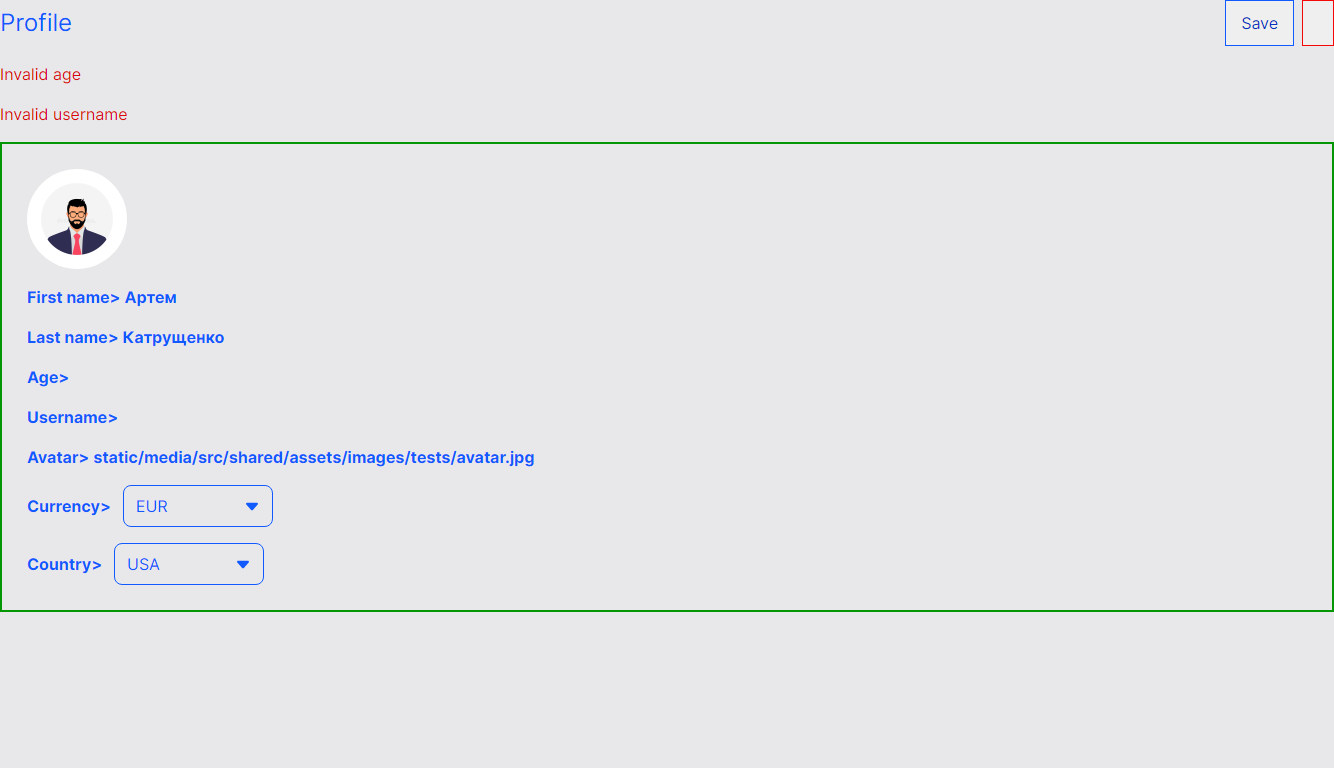 Profile
Save
Invalid age
Invalid username
First name> Артем
Last name> Катрущенко
Age>
Username>
Avatar> static/media/src/shared/assets/images/tests/avatar.jpg
Currency> EUR
Country> USA